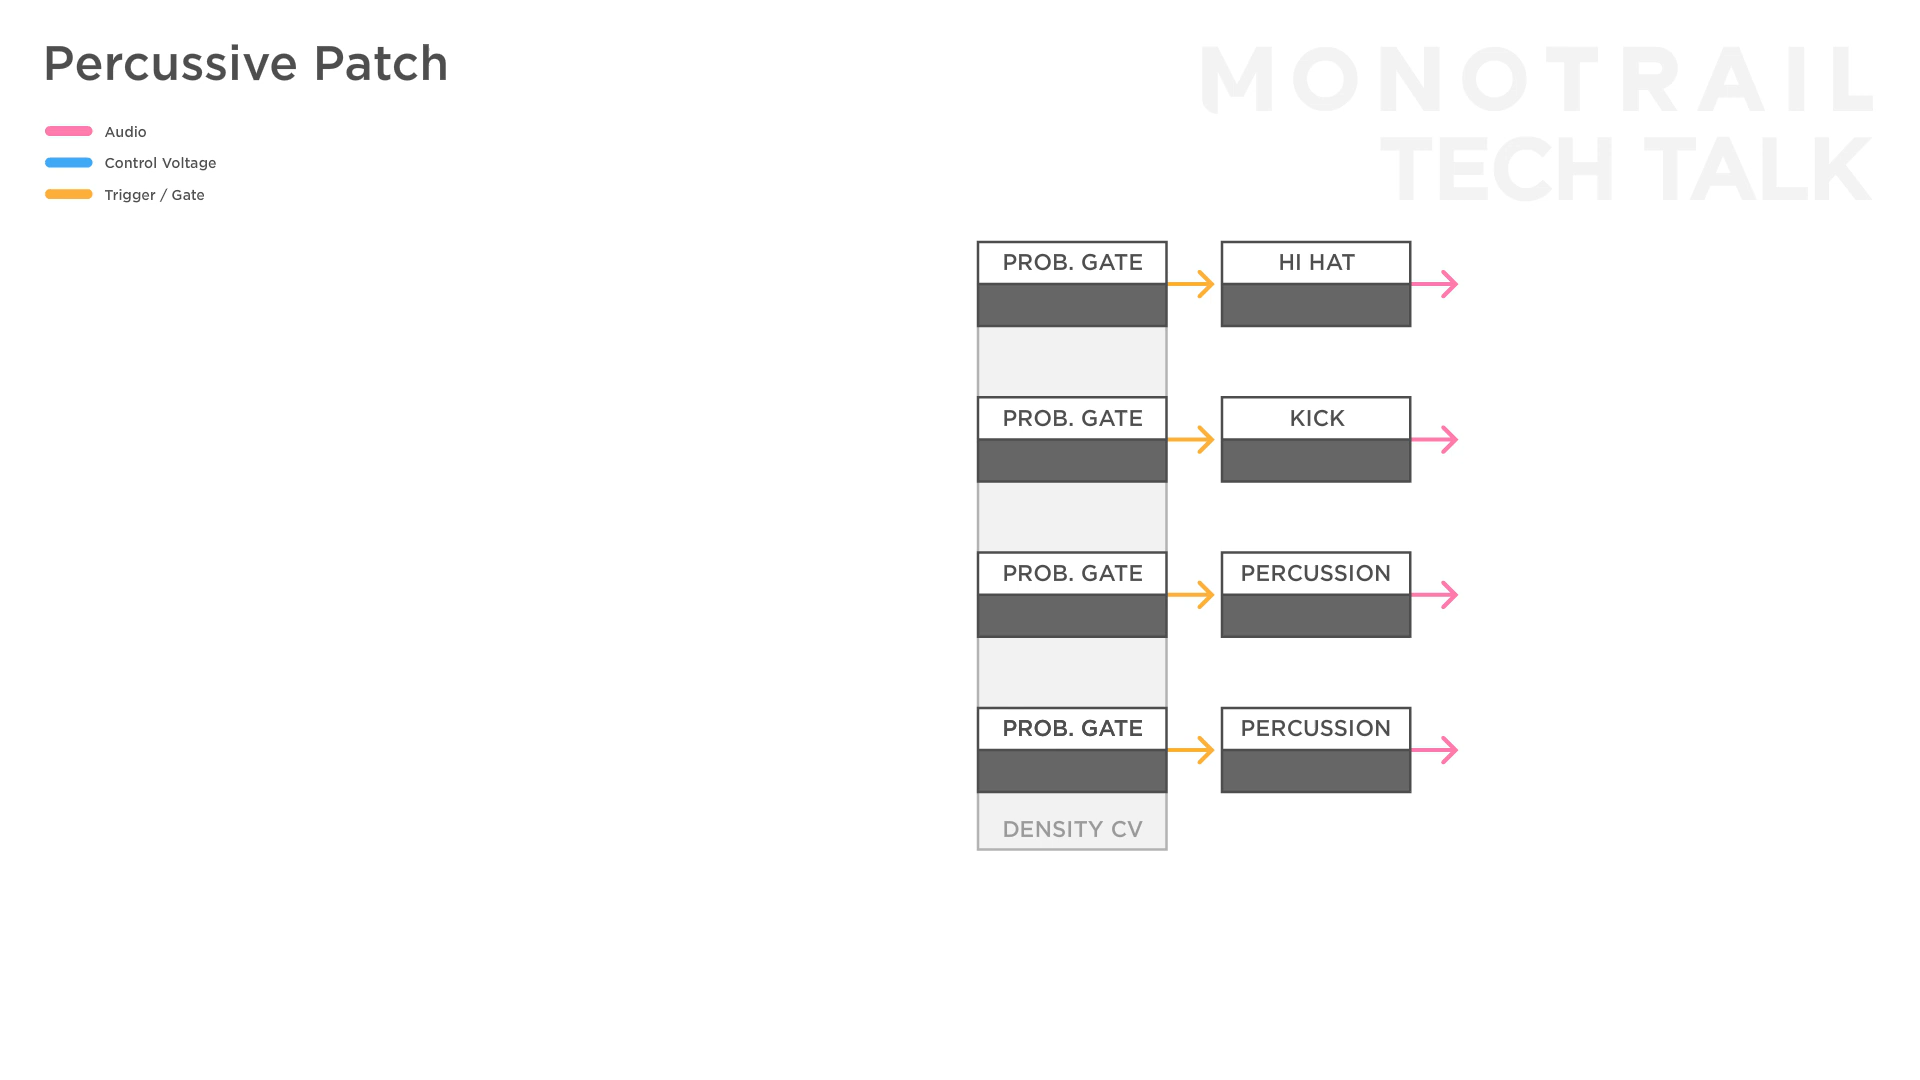 Percussive Patch
MONOTRAIL
TECH TALK
Audio
Control Voltage
Trigger / Gate
PROB. GATE
HI HAT
PROB. GATE
KICK
PROB. GATE
PERCUSSION
PROB. GATE
PERCUSSION
DENSITY CV